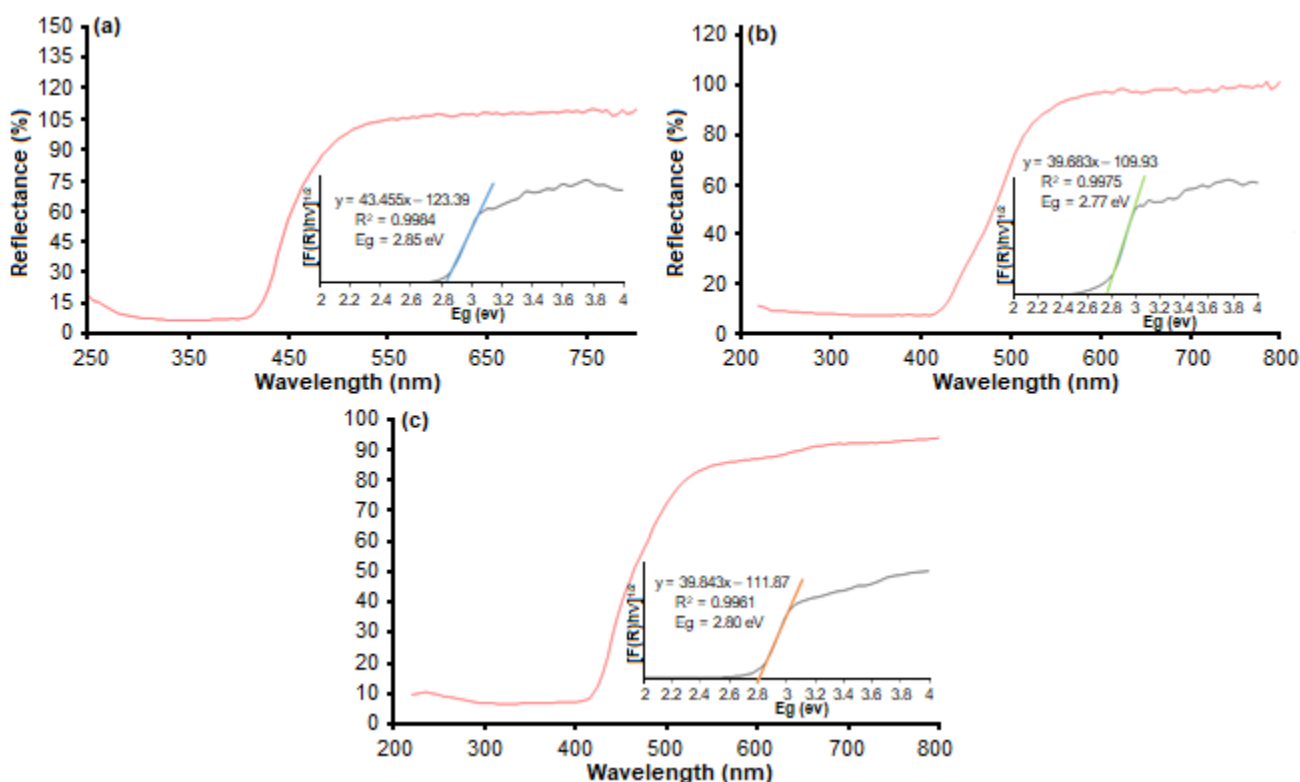 (a)
Reflectance (%)
150
135
120
105
90
75
60
45
30
15
0
250 350 450 550 650 750
Wavelength (nm)
y = 43.455x – 123.39
R² = 0.9984
Eg = 2.85 eV
[F(R)hν]¹/²
2 2.2 2.4 2.6 2.8 3 3.2 3.4 3.6 3.8 4
Eg (ev)
(b)
Reflectance (%)
120
100
80
60
40
20
0
200 300 400 500 600 700 800
Wavelength (nm)
y = 39.683x – 109.93
R² = 0.9975
Eg = 2.77 eV
[F(R)hν]¹/²
2 2.2 2.4 2.6 2.8 3 3.2 3.4 3.6 3.8 4
Eg (ev)
(c)
Reflectance (%)
100
90
80
70
60
50
40
30
20
10
0
200 300 400 500 600 700 800
Wavelength (nm)
y = 39.843x – 111.87
R² = 0.9961
Eg = 2.80 eV
[F(R)hν]¹/²
2 2.2 2.4 2.6 2.8 3 3.2 3.4 3.6 3.8 4
Eg (ev)